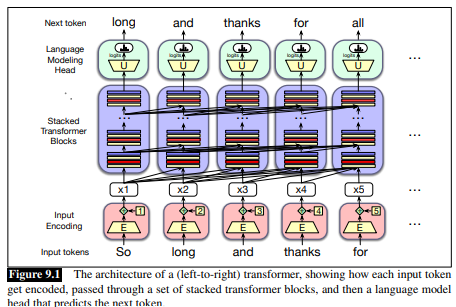 Next token long and thanks for all
Language
Modeling
Head
logits logits logits logits logits
U U U U U
...
Stacked
Transformer
Blocks
... ... ... ... ...
...
...
x1 x2 x3 x4 x5 ...
Input
Encoding
+ 1 + 2 + 3 + 4 + 5
E E E E E
...
Input tokens So long and thanks for
Figure 9.1 The architecture of a (left-to-right) transformer, showing how each input token
get encoded, passed through a set of stacked transformer blocks, and then a language model
head that predicts the next token.